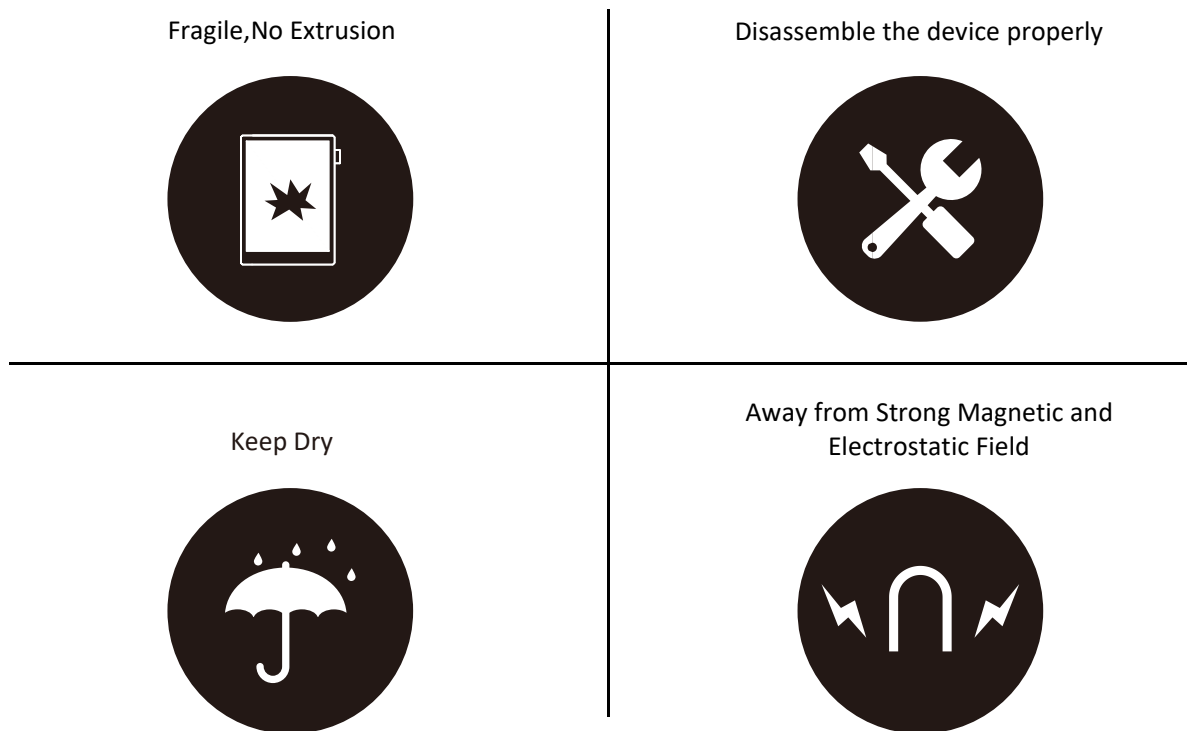 Fragile,No Extrusion
Disassemble the device properly
Keep Dry
Away from Strong Magnetic and
Electrostatic Field